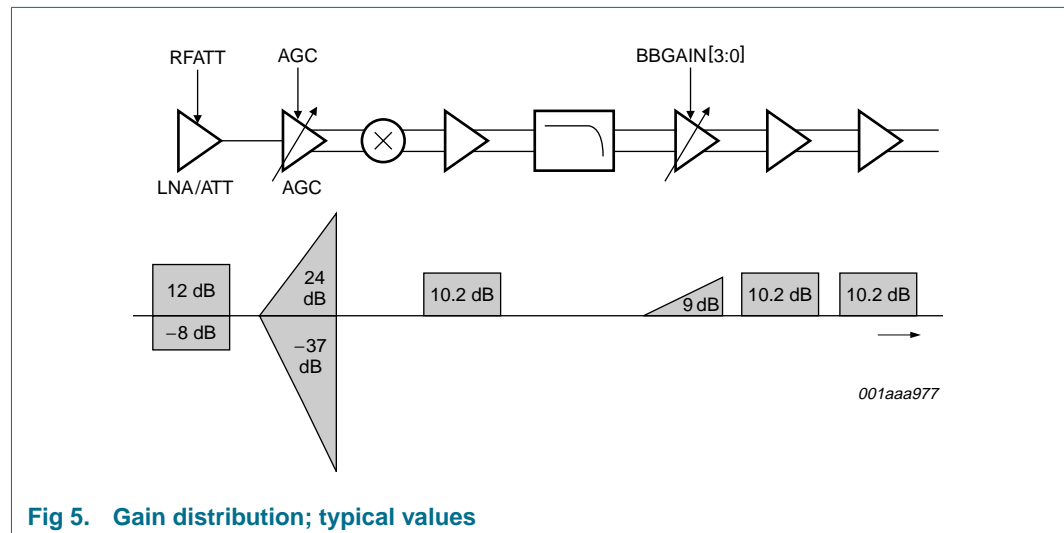 RFATT
AGC
BBGAIN[3:0]
LNA/ATT
AGC
12 dB
−8 dB
24
dB
−37
dB
10.2 dB
9 dB
10.2 dB
10.2 dB
001aaa977
Fig 5. Gain distribution; typical values